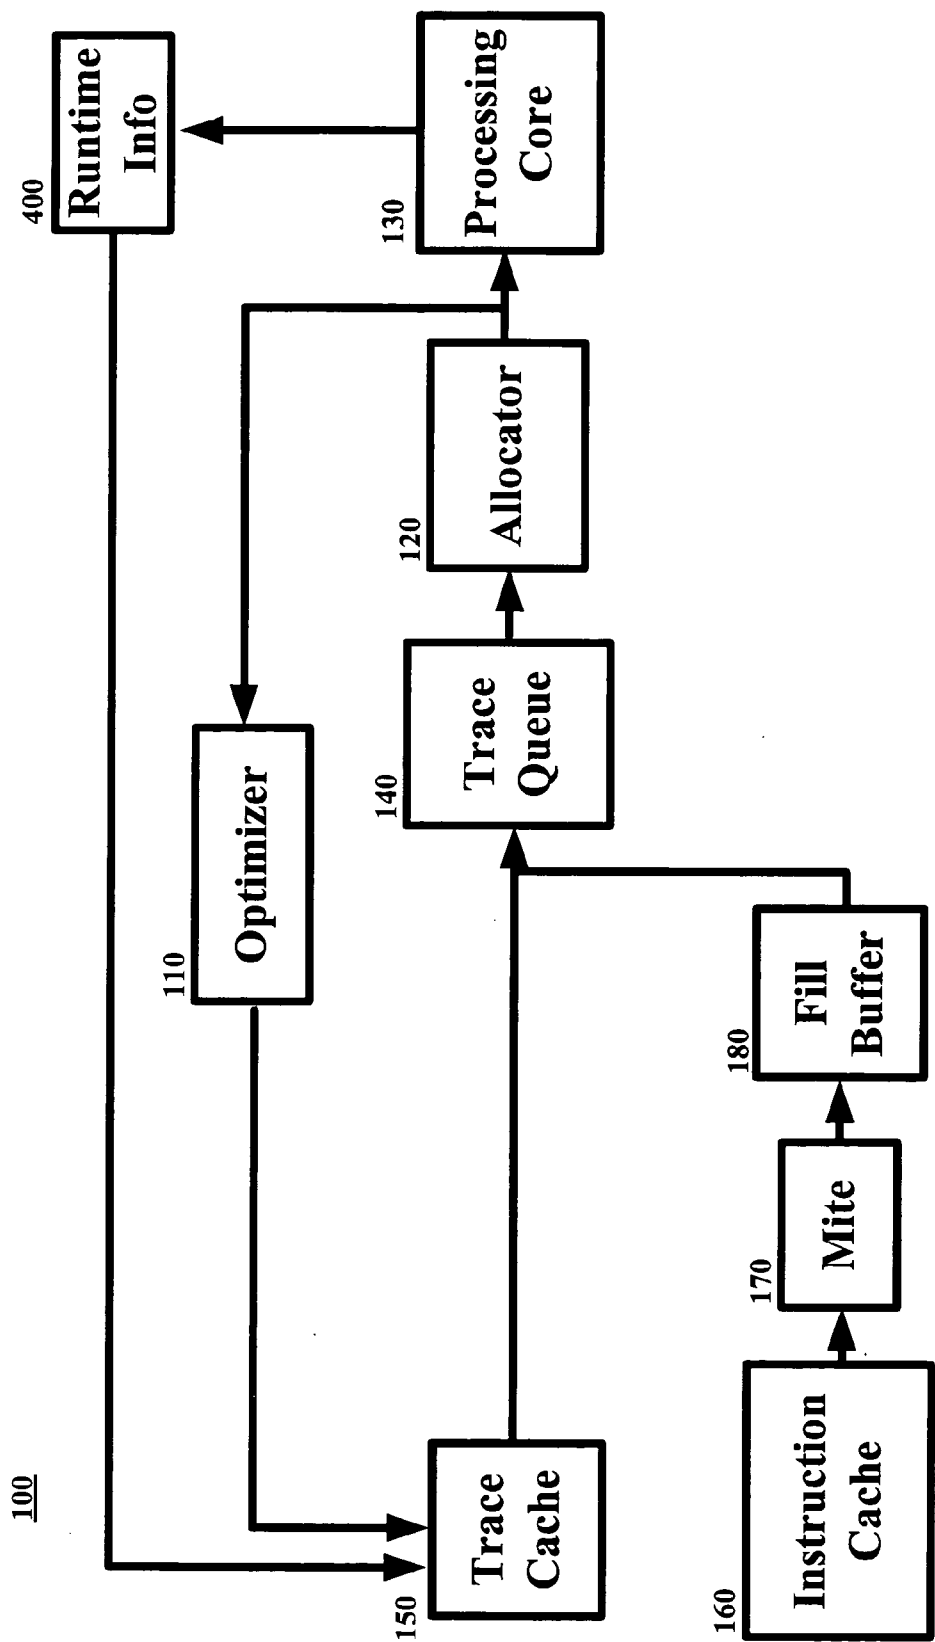 100
400
Runtime
Info
110
Optimizer
150
Trace
Cache
140
Trace
Queue
120
Allocator
130
Processing
Core
160
Instruction
Cache
170
Mite
180
Fill
Buffer